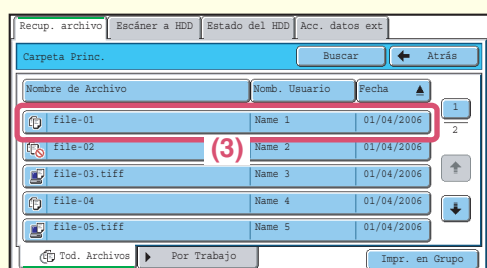 Recup. archivo Escáner a HDD Estado del HDD Acc. datos ext
Carpeta Princ. Buscar Atrás
Nombre de Archivo Nomb. Usuario Fecha
file-01 Name 1 01/04/2006
1
2
file-02 (3) Name 2 01/04/2006
file-03.tiff Name 3 01/04/2006
file-04 Name 4 01/04/2006
file-05.tiff Name 5 01/04/2006
Tod. Archivos Por Trabajo Impr. en Grupo